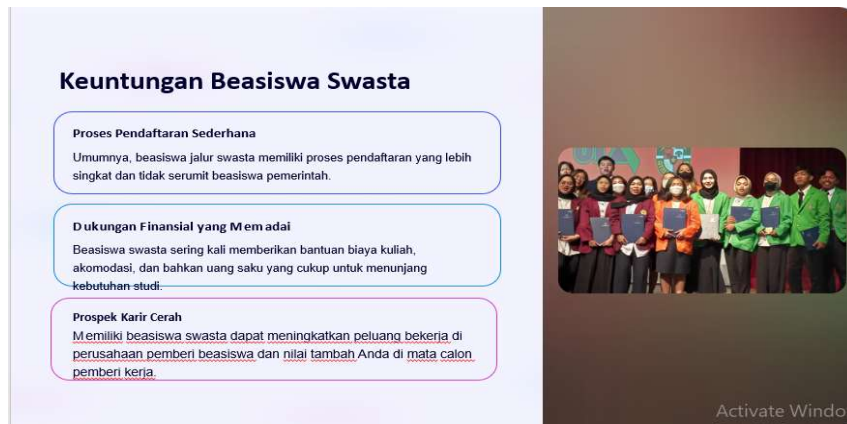 Keuntungan Beasiswa Swasta
Proses Pendaftaran Sederhana
Umumnya, beasiswa jalur swasta memiliki proses pendaftaran yang lebih
singkat dan tidak serumit beasiswa pemerintah.
Dukungan Finansial yang Memadai
Beasiswa swasta sering kali memberikan bantuan biaya kuliah,
akomodasi, dan bahkan uang saku yang cukup untuk menunjang
kebutuhan studi.
Prospek Karir Cerah
Memiliki beasiswa swasta dapat meningkatkan peluang bekerja di
perusahaan pemberi beasiswa dan nilai tambah Anda di mata calon
pemberi kerja.
Activate Windo